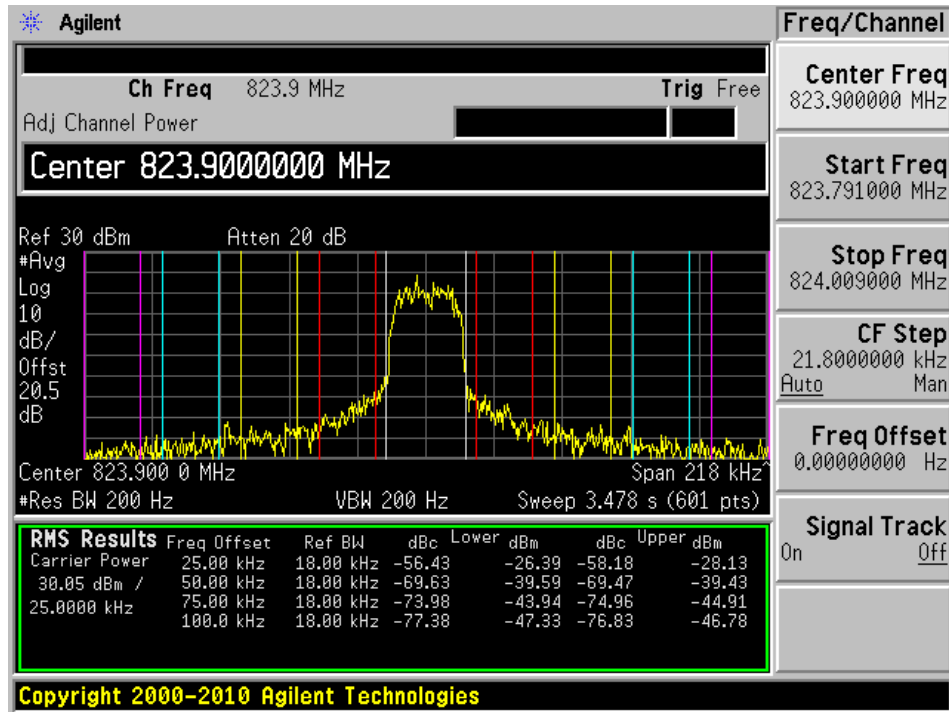 Agilent
Freq/Channel
Ch Freq 823.9 MHz Trig Free
Adj Channel Power
Center 823.9000000 MHz
Ref 30 dBm Atten 20 dB
#Avg
Log
10
dB/
Offst
20.5
dB
Center 823.900 0 MHz Span 218 kHz^
#Res BW 200 Hz VBW 200 Hz Sweep 3.478 s (601 pts)
RMS Results Freq Offset Ref BW dBc Lower dBm dBc Upper dBm
Carrier Power 25.00 kHz 18.00 kHz -56.43 -26.39 -58.18 -28.13
30.05 dBm / 50.00 kHz 18.00 kHz -69.63 -39.59 -69.47 -39.43
25.0000 kHz 75.00 kHz 18.00 kHz -73.98 -43.94 -74.96 -44.91
100.0 kHz 18.00 kHz -77.38 -47.33 -76.83 -46.78
Center Freq
823.900000 MHz
Start Freq
823.791000 MHz
Stop Freq
824.009000 MHz
CF Step
21.8000000 kHz
Auto Man
Freq Offset
0.00000000 Hz
Signal Track
On Off
Copyright 2000-2010 Agilent Technologies